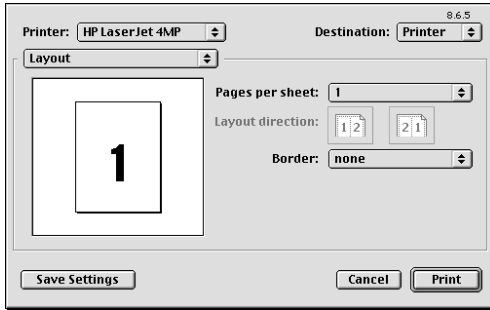 8.6.5
Printer: HP LaserJet 4MP Destination: Printer
Layout
Pages per sheet: 1
Layout direction: 1 2 2 1
1
Border: none
Save Settings Cancel Print